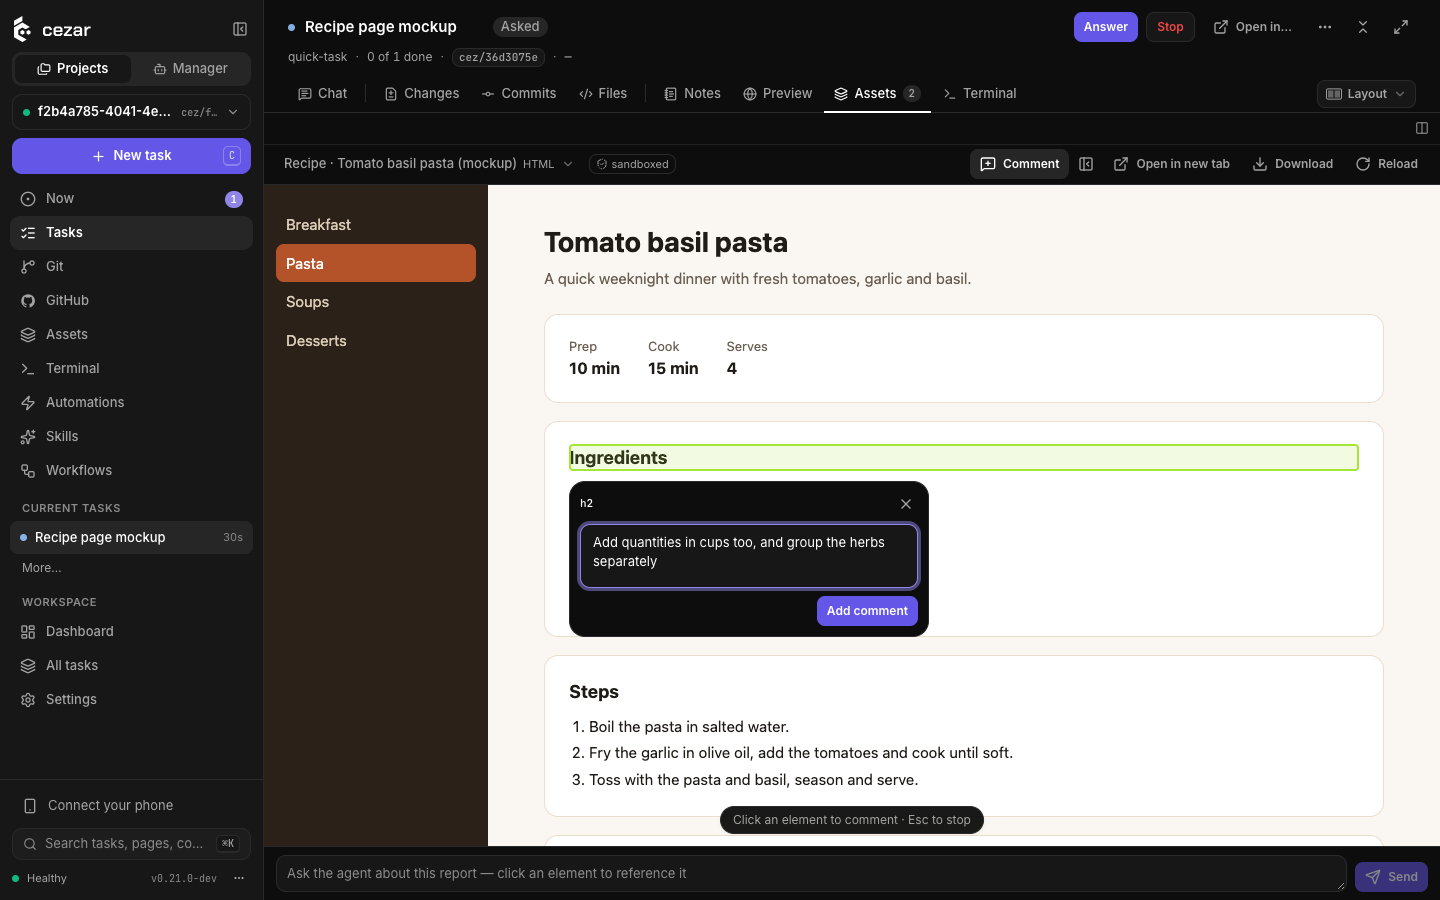 cezar
Projects
Manager
f2b4a785-4041-4e... cez/f…
New task C
Now 1
Tasks
Git
GitHub
Assets
Terminal
Automations
Skills
Workflows
CURRENT TASKS
Recipe page mockup 30s
More...
WORKSPACE
Dashboard
All tasks
Settings
Connect your phone
Search tasks, pages, co... ⌘K
Healthy v0.21.0-dev
Recipe page mockup Asked
Answer Stop Open in...
quick-task · 0 of 1 done · cez/36d3075e · –
Chat Changes Commits Files Notes Preview Assets 2 Terminal Layout
Recipe · Tomato basil pasta (mockup) HTML sandboxed
Comment Open in new tab Download Reload
Breakfast
Pasta
Soups
Desserts
Tomato basil pasta
A quick weeknight dinner with fresh tomatoes, garlic and basil.
Prep Cook Serves
10 min 15 min 4
Ingredients
h2
Add quantities in cups too, and group the herbs
separately
Add comment
Steps
1. Boil the pasta in salted water.
2. Fry the garlic in olive oil, add the tomatoes and cook until soft.
3. Toss with the pasta and basil, season and serve.
Click an element to comment · Esc to stop
Ask the agent about this report — click an element to reference it
Send